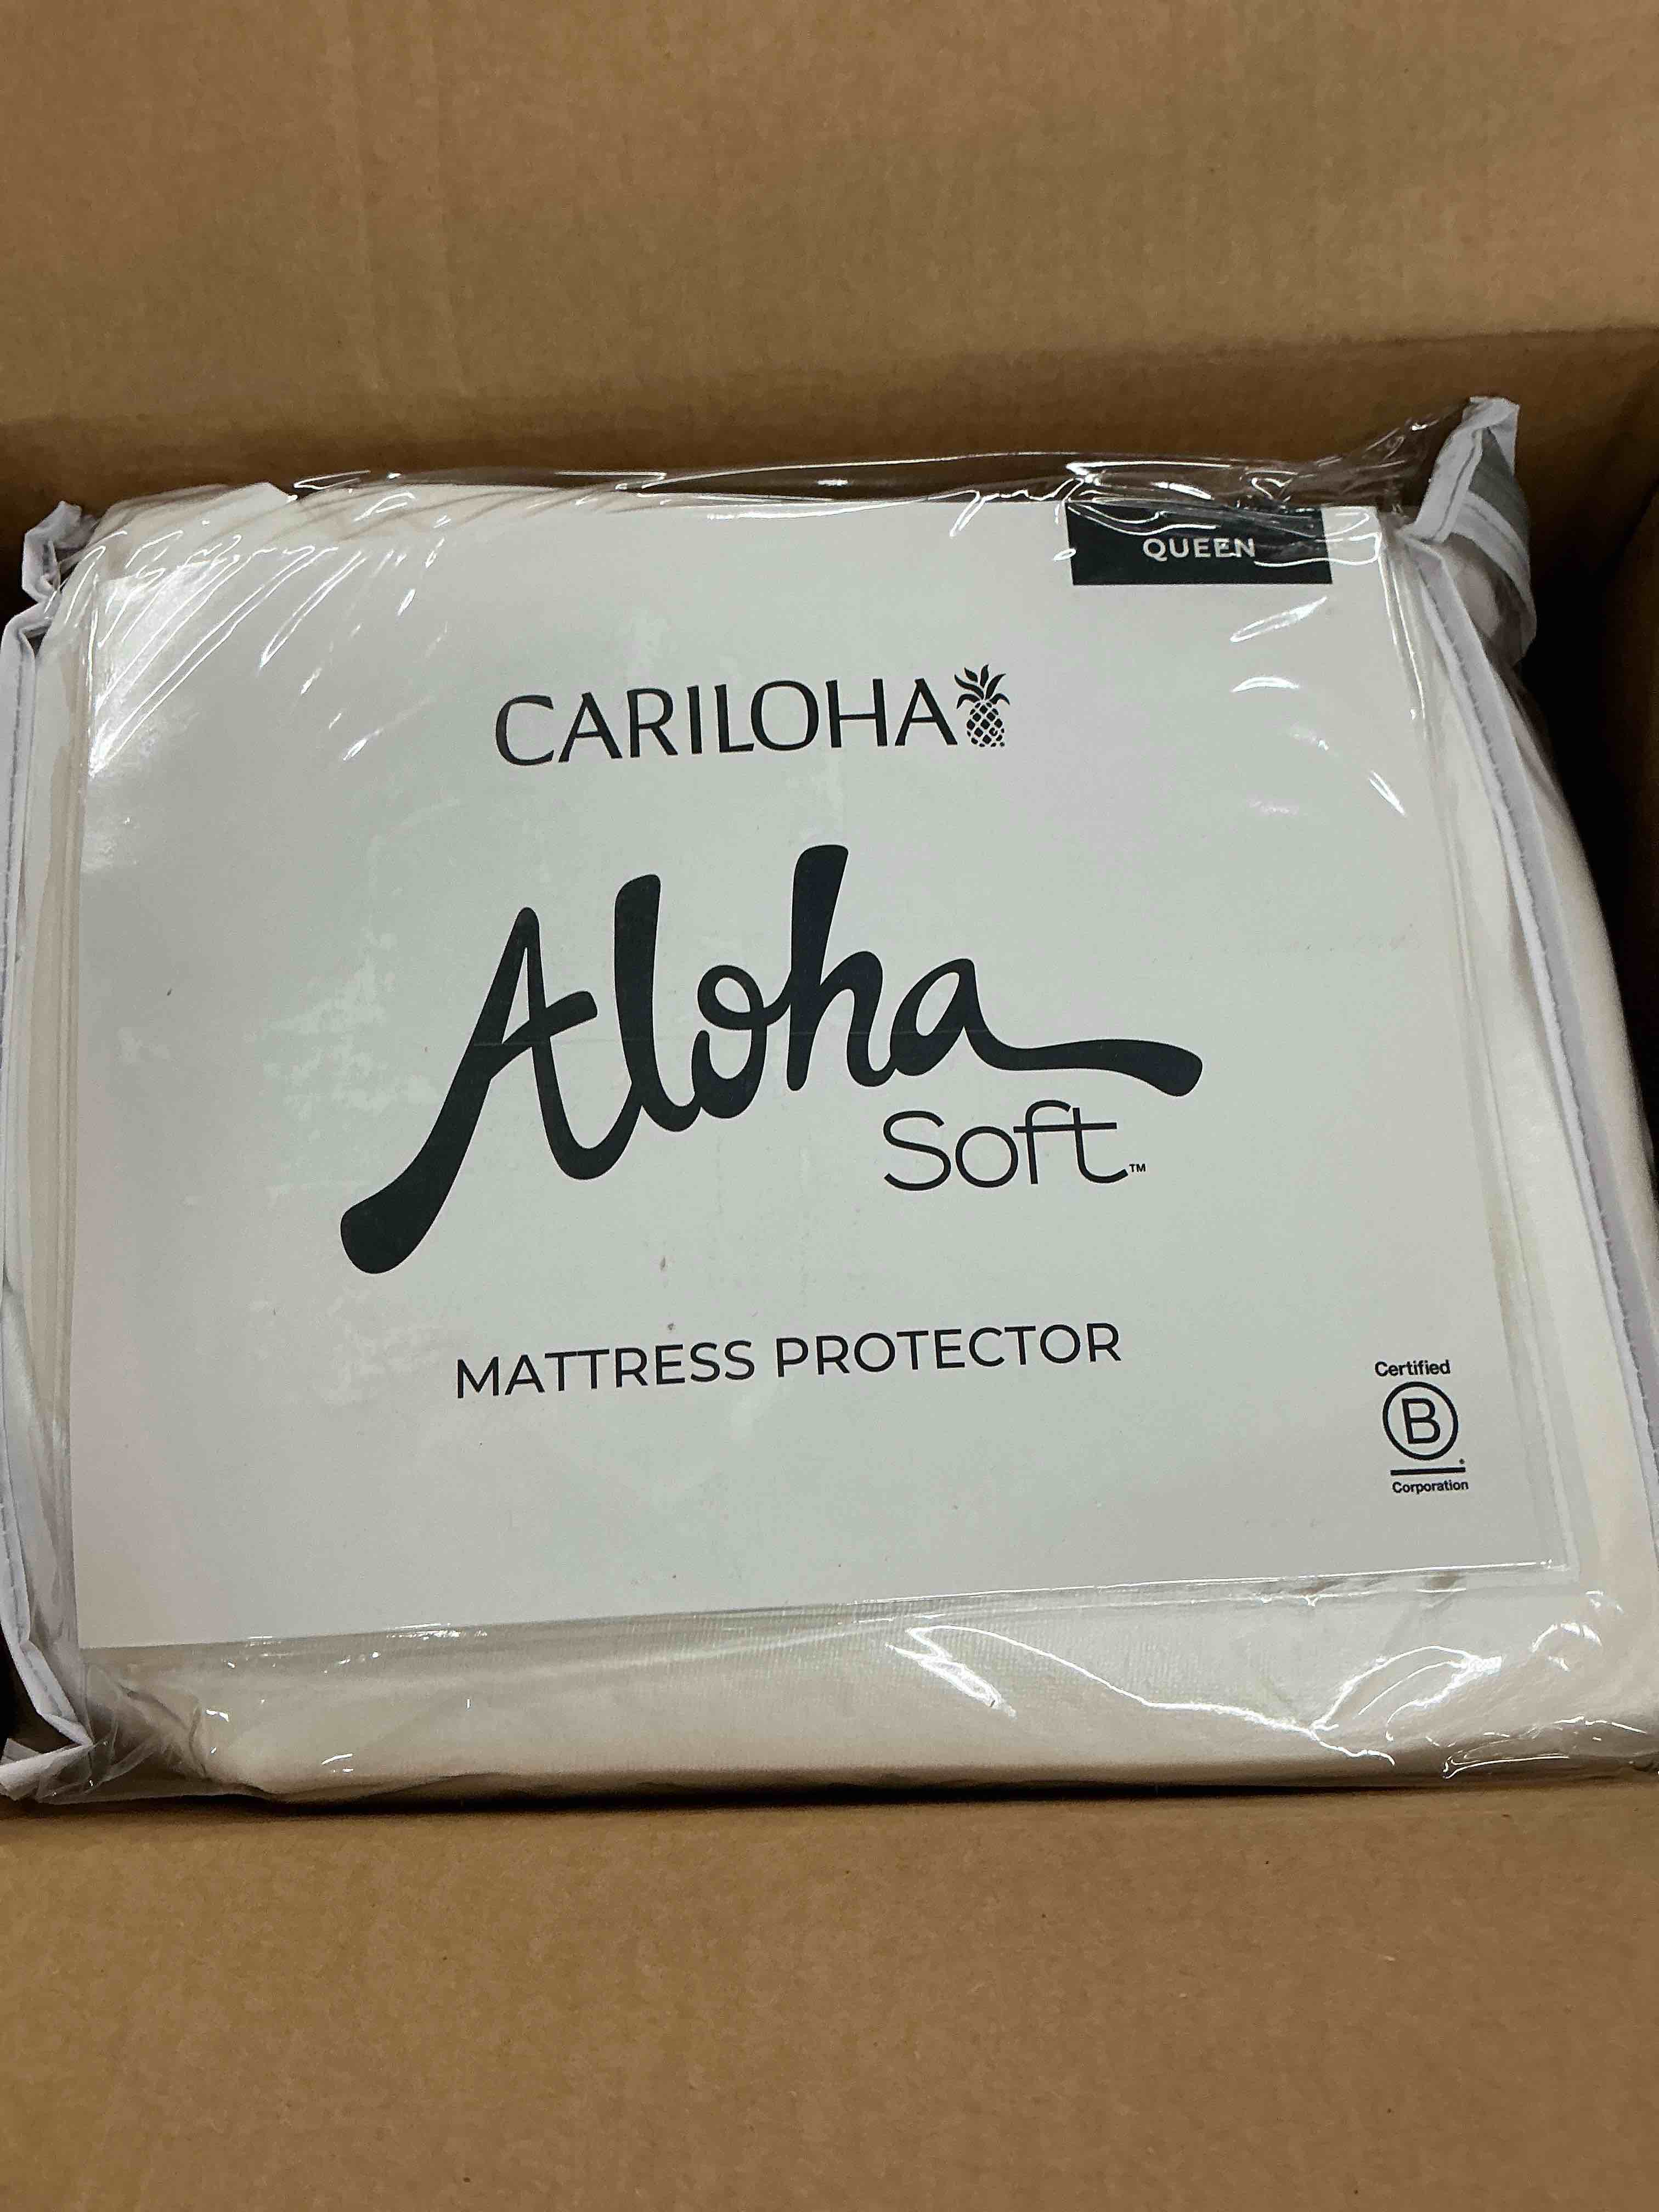 QUEEN
CARILOHA
Aloha
Soft™
MATTRESS PROTECTOR
Certified
B
Corporation